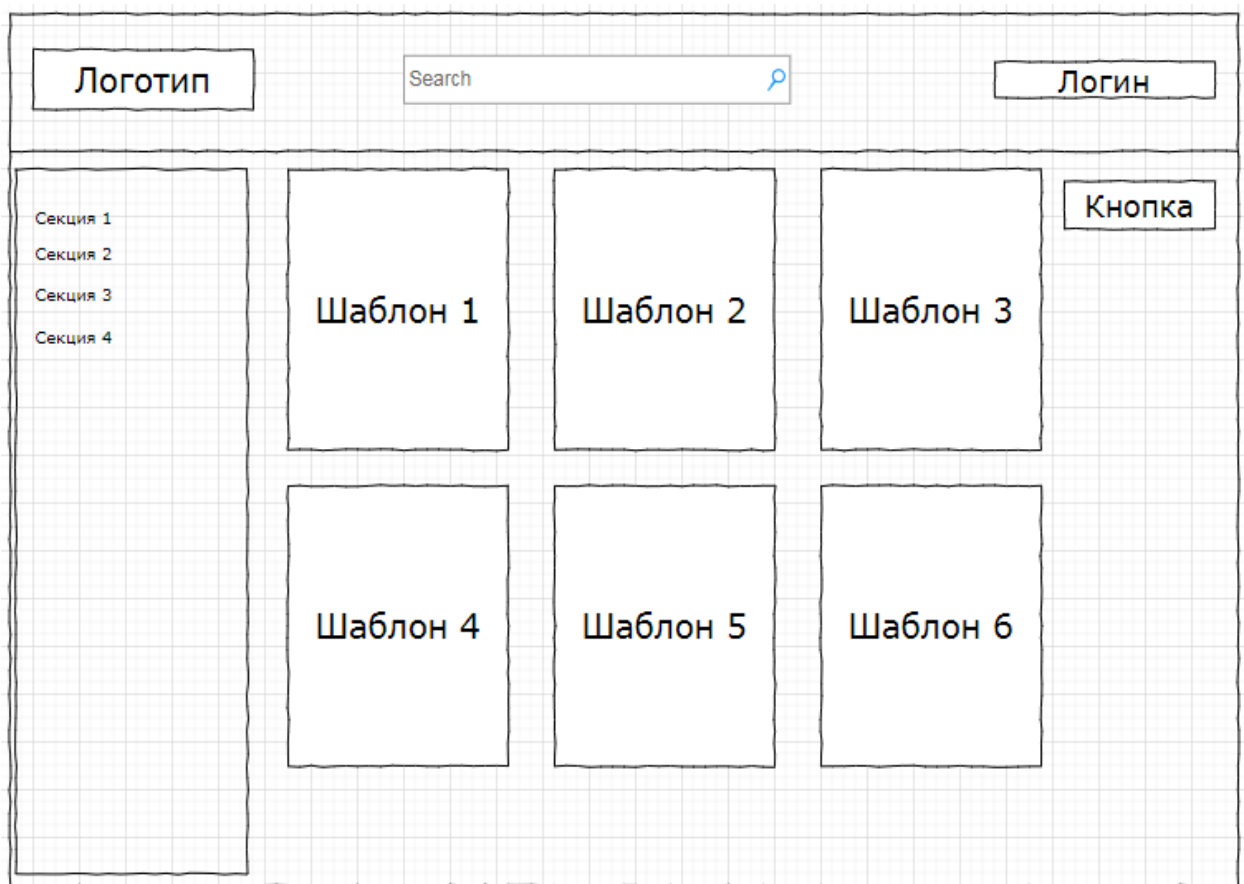 Логотип
Search
Логин
Секция 1
Секция 2
Секция 3
Секция 4
Шаблон 1
Шаблон 2
Шаблон 3
Кнопка
Шаблон 4
Шаблон 5
Шаблон 6